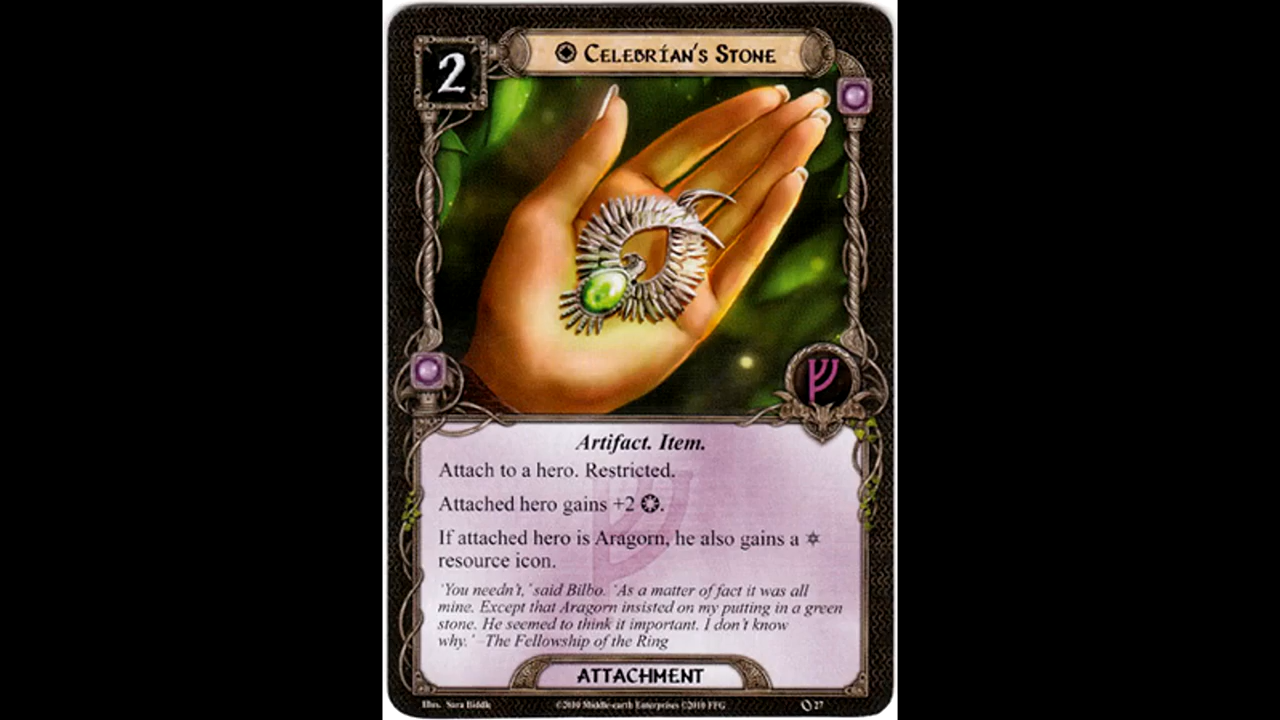 2
CELEBRÍAN'S STONE
Artifact. Item.
Attach to a hero. Restricted.
Attached hero gains +2 .
If attached hero is Aragorn, he also gains a
resource icon.
'You needn't,' said Bilbo. 'As a matter of fact it was all
mine. Except that Aragorn insisted on my putting in a green
stone. He seemed to think it important. I don't know
why.' –The Fellowship of the Ring
ATTACHMENT
Illus. Sara Biddle ©2010 Middle-earth Enterprises ©2010 FFG 27